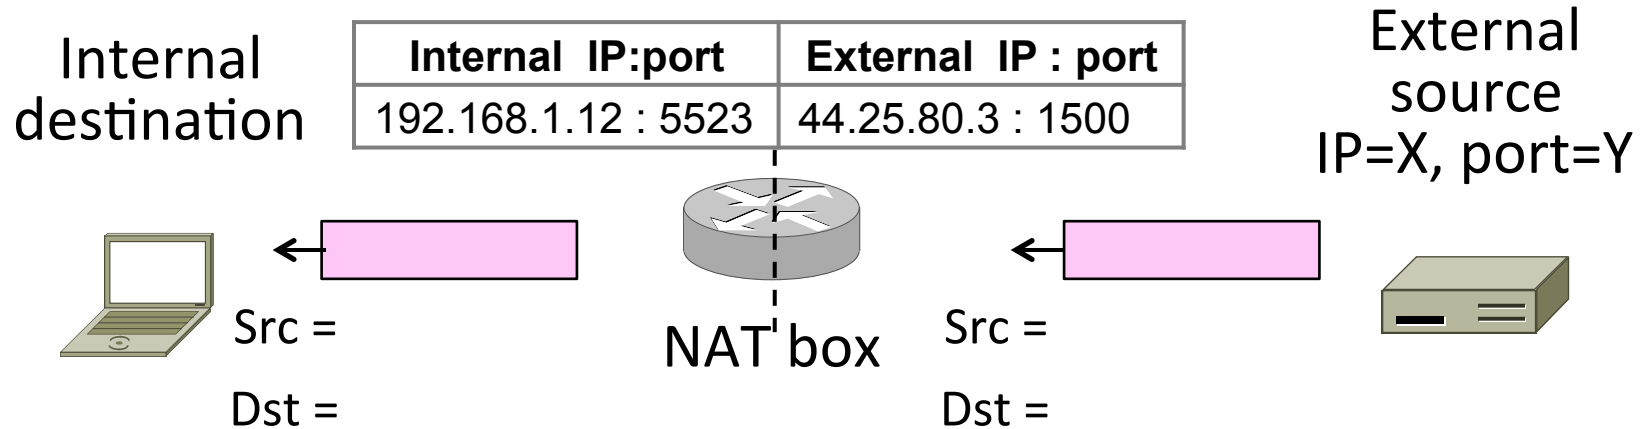 Internal
destination
Internal IP:port
External IP : port
192.168.1.12 : 5523
44.25.80.3 : 1500
External
source
IP=X, port=Y
NAT box
Src =
Dst =
Src =
Dst =